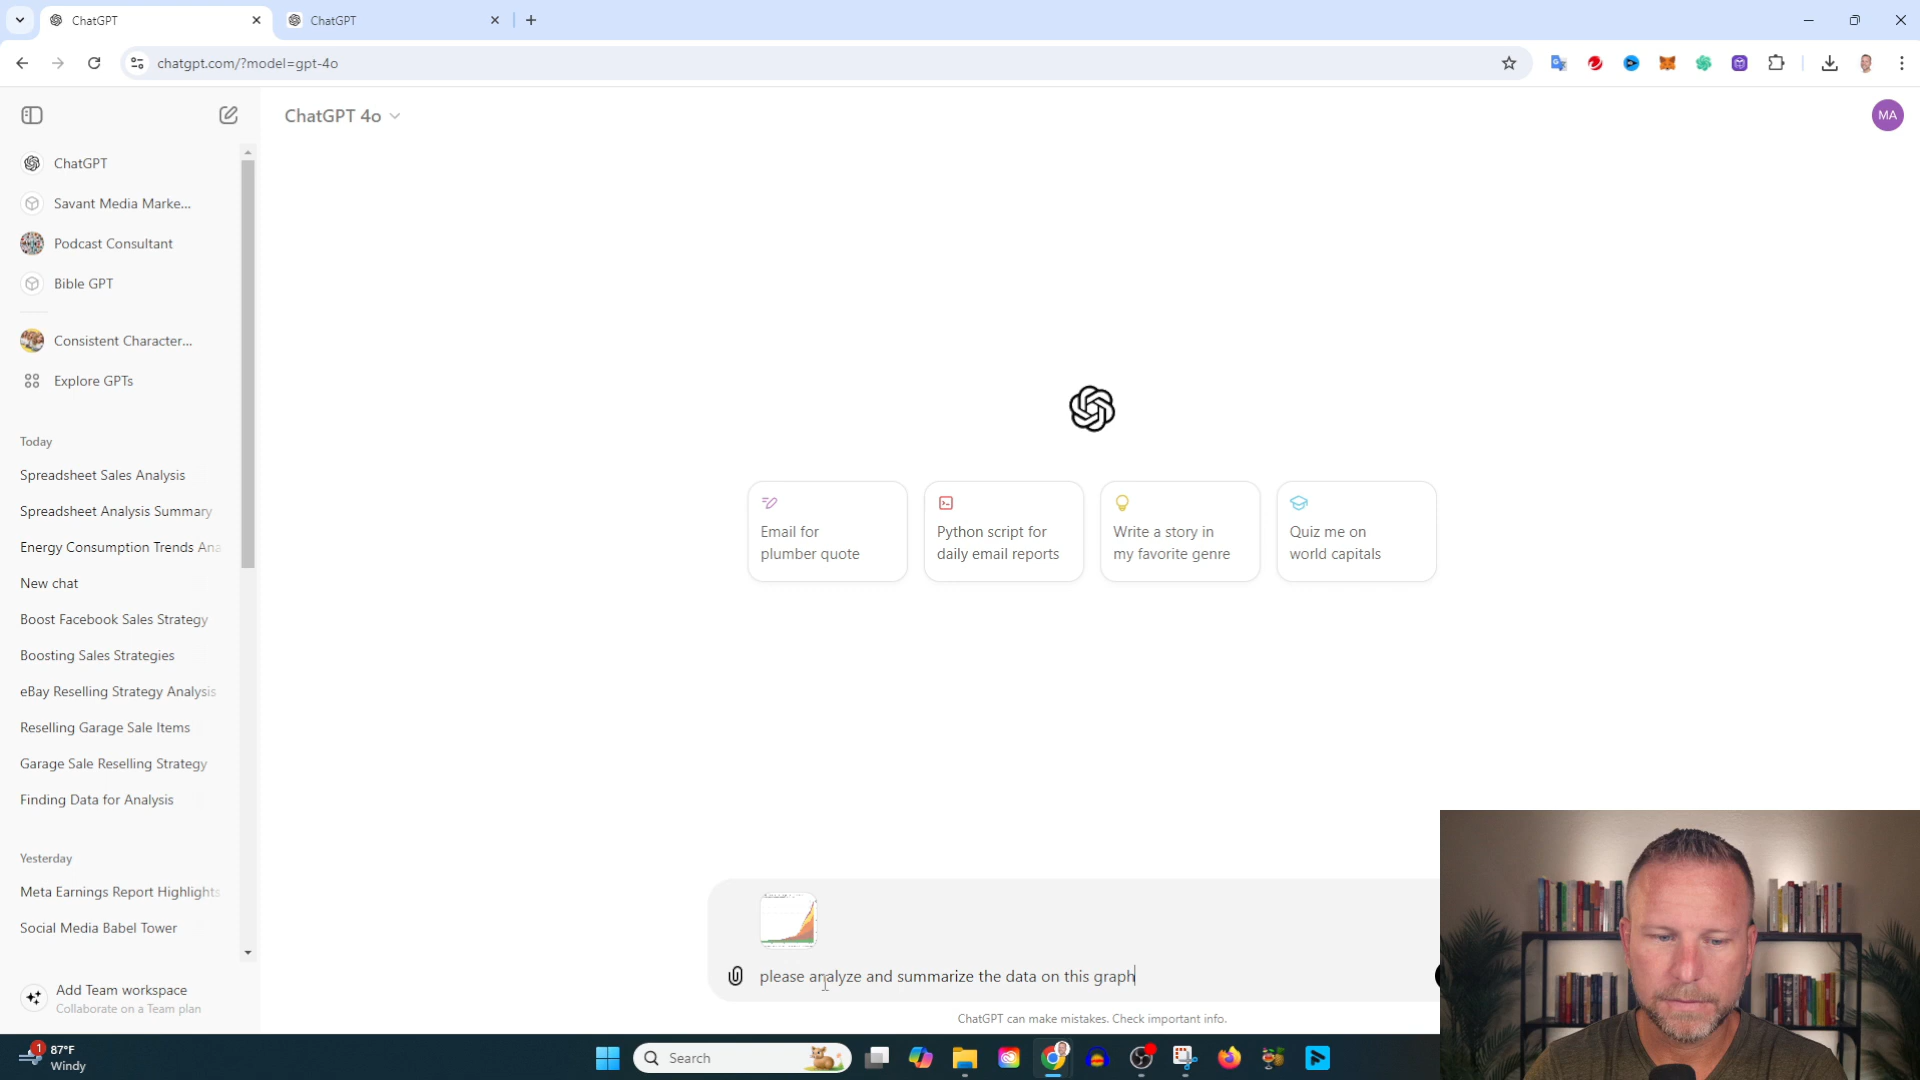 ChatGPT
ChatGPT
chatgpt.com/?model=gpt-4o
ChatGPT 4o
MA
ChatGPT
Savant Media Marke...
Podcast Consultant
Bible GPT
Consistent Character...
Explore GPTs
Today
Spreadsheet Sales Analysis
Spreadsheet Analysis Summary
Energy Consumption Trends Ana
New chat
Boost Facebook Sales Strategy
Boosting Sales Strategies
eBay Reselling Strategy Analysis
Reselling Garage Sale Items
Garage Sale Reselling Strategy
Finding Data for Analysis
Yesterday
Meta Earnings Report Highlights
Social Media Babel Tower
Add Team workspace
Collaborate on a Team plan
Email for
plumber quote
Python script for
daily email reports
Write a story in
my favorite genre
Quiz me on
world capitals
please analyze and summarize the data on this graph
ChatGPT can make mistakes. Check important info.
1
87°F
Windy
Search